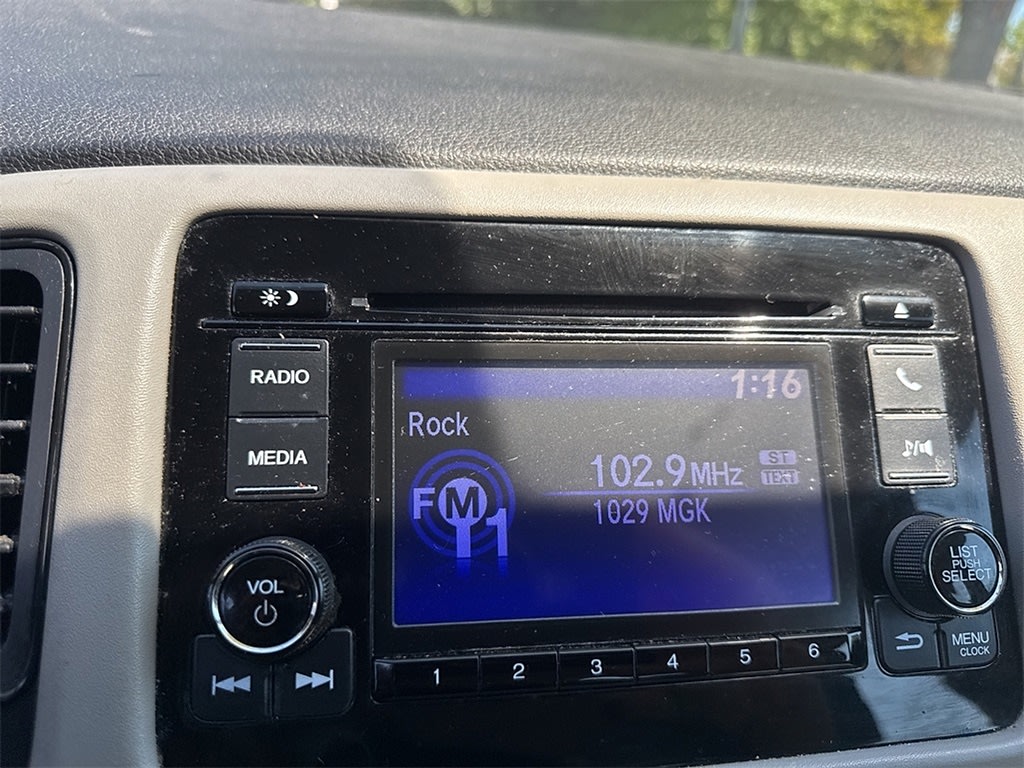 RADIO
MEDIA
VOL
1:16
Rock
FM1
102.9MHz
ST
TEXT
1029 MGK
1 2 3 4 5 6
LIST
PUSH
SELECT
MENU
CLOCK